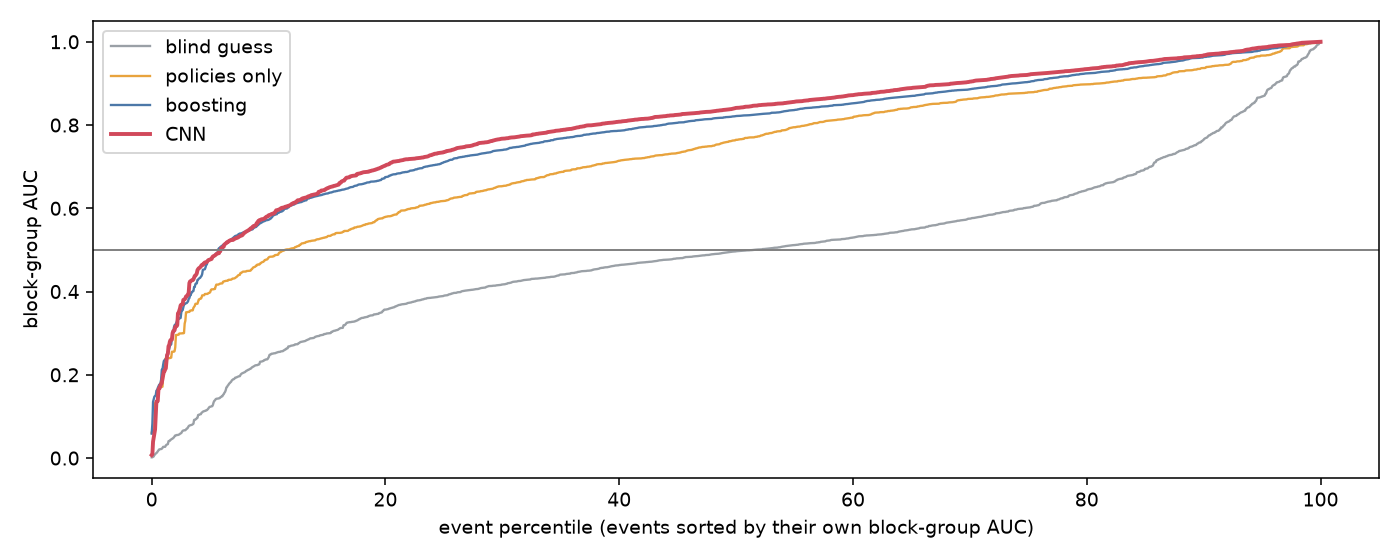 blind guess
policies only
boosting
CNN
1.0
0.8
0.6
0.4
0.2
0.0
block-group AUC
0 20 40 60 80 100
event percentile (events sorted by their own block-group AUC)